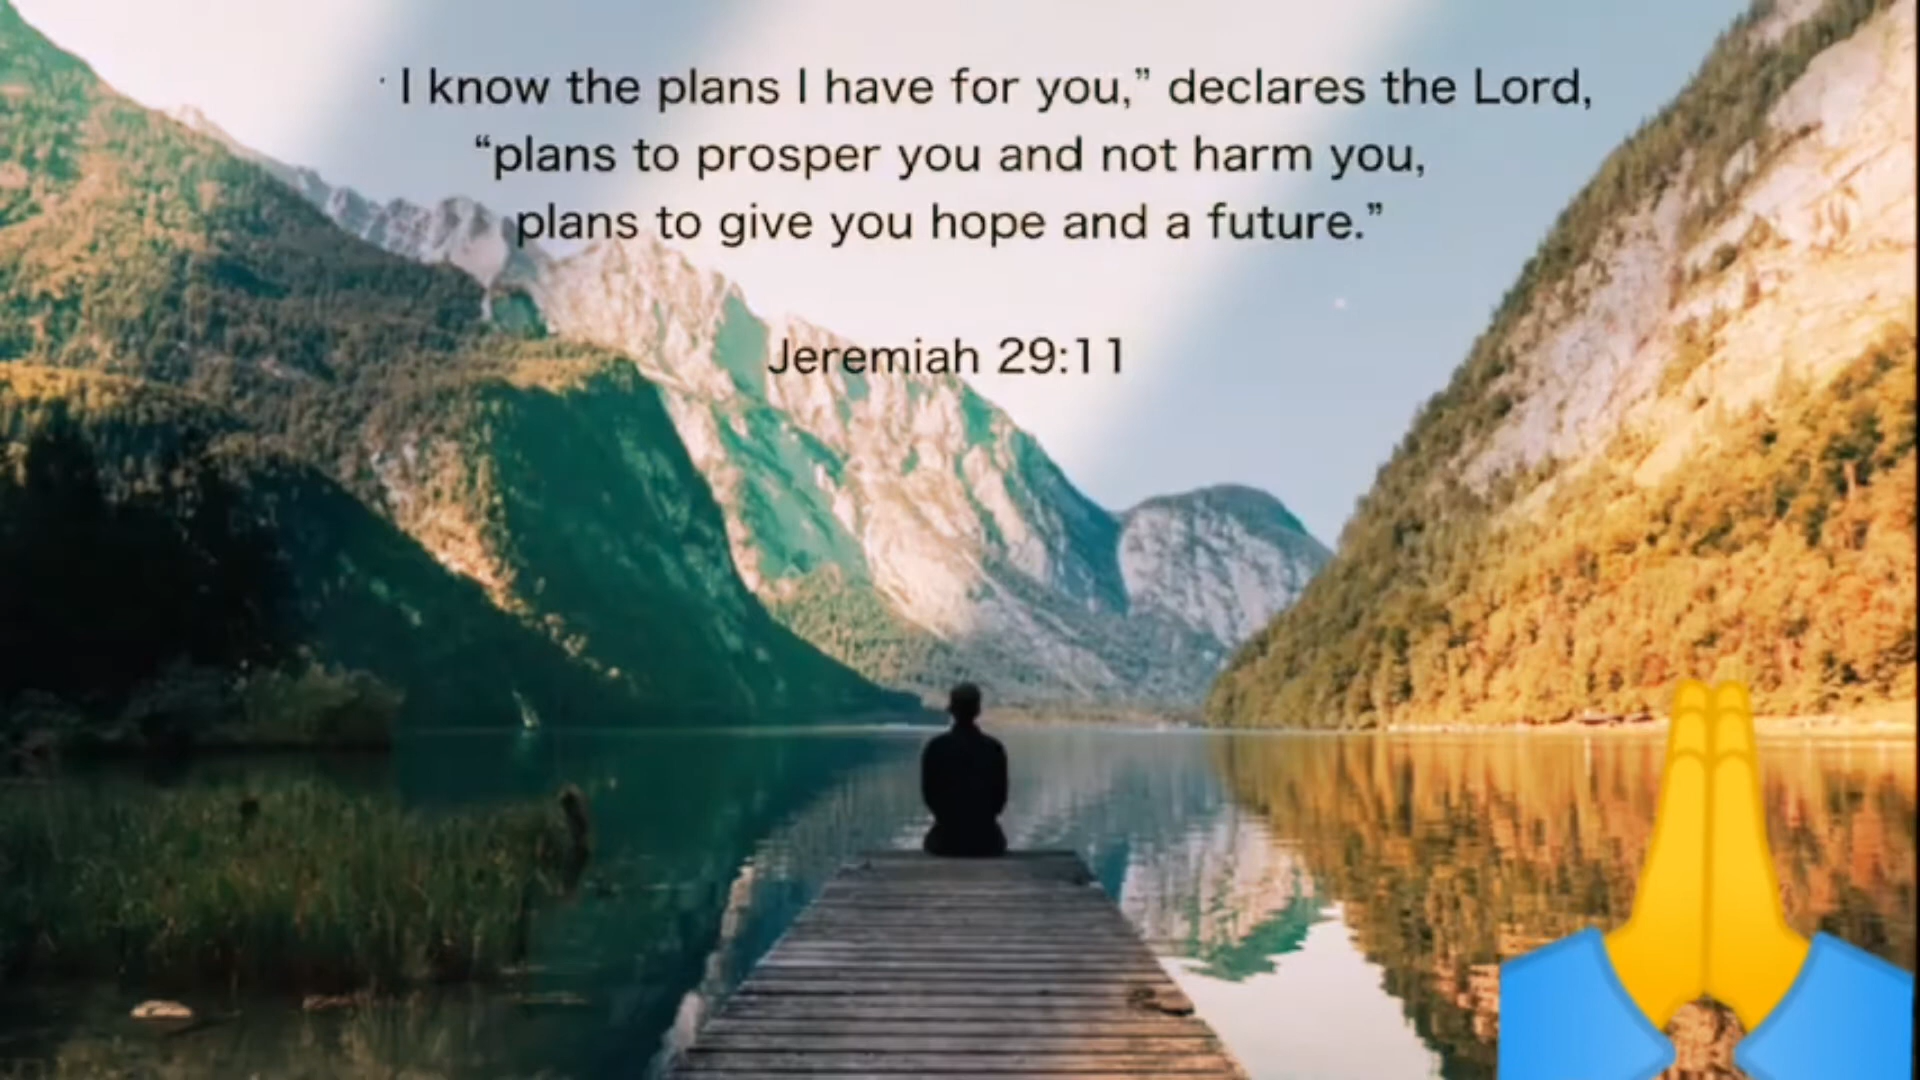 I know the plans I have for you,” declares the Lord,
“plans to prosper you and not harm you,
plans to give you hope and a future.”
Jeremiah 29:11